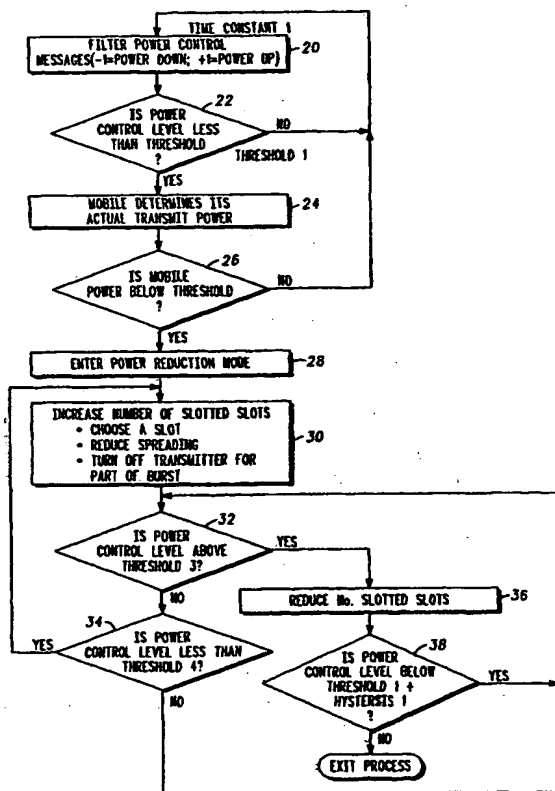 TIME CONSTANT 1
FILTER POWER CONTROL
MESSAGES(-1=POWER DOWN; +1=POWER UP)
20
22
IS POWER
CONTROL LEVEL LESS
THAN THRESHOLD
?
NO
THRESHOLD 1
YES
MOBILE DETERMINES ITS
ACTUAL TRANSMIT POWER
24
26
IS MOBILE
POWER BELOW THRESHOLD
?
NO
YES
ENTER POWER REDUCTION MODE
28
INCREASE NUMBER OF SLOTTED SLOTS
• CHOOSE A SLOT
• REDUCE SPREADING
• TURN OFF TRANSMITTER FOR
PART OF BURST
30
32
IS POWER
CONTROL LEVEL ABOVE
THRESHOLD 3?
YES
NO
REDUCE No. SLOTTED SLOTS
36
34
IS POWER
CONTROL LEVEL LESS THAN
THRESHOLD 4?
YES
NO
38
IS POWER
CONTROL LEVEL BELOW
THRESHOLD 1 +
HYSTERSIS 1
?
YES
NO
EXIT PROCESS